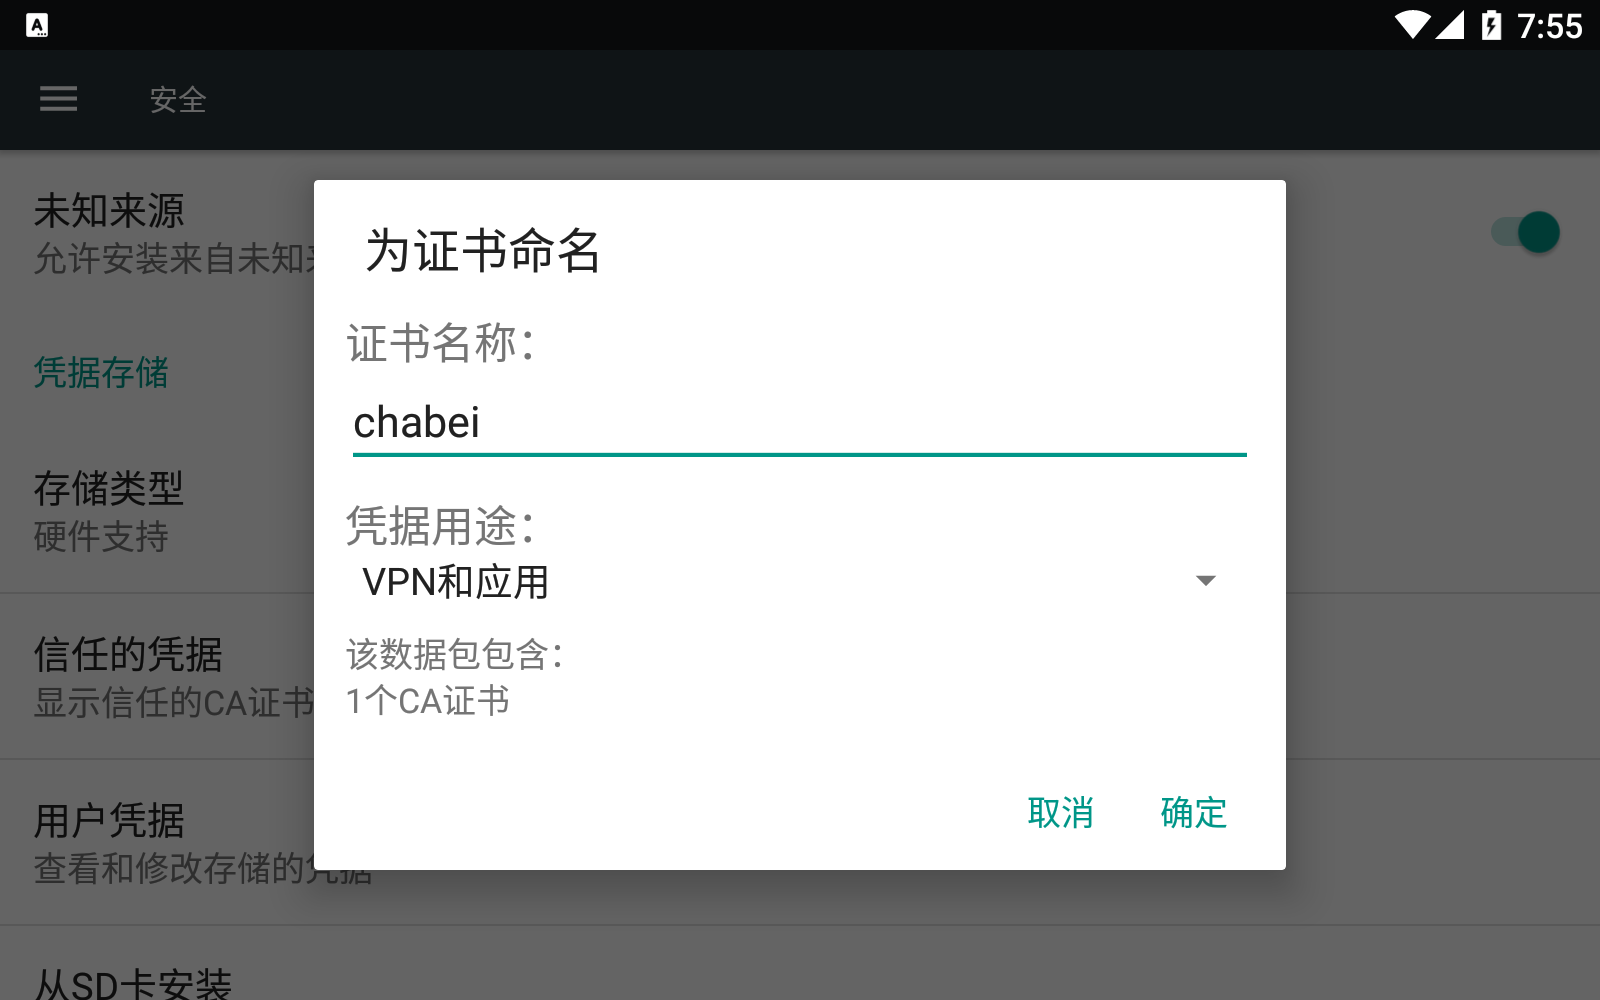 7:55
安全
未知来源
允许安装来自未知
凭据存储
存储类型
硬件支持
信任的凭据
显示信任的CA证书
用户凭据
查看和修改存储的凭据
从SD卡安装
为证书命名
证书名称：
chabei
凭据用途：
VPN和应用
该数据包包含：
1个CA证书
取消
确定